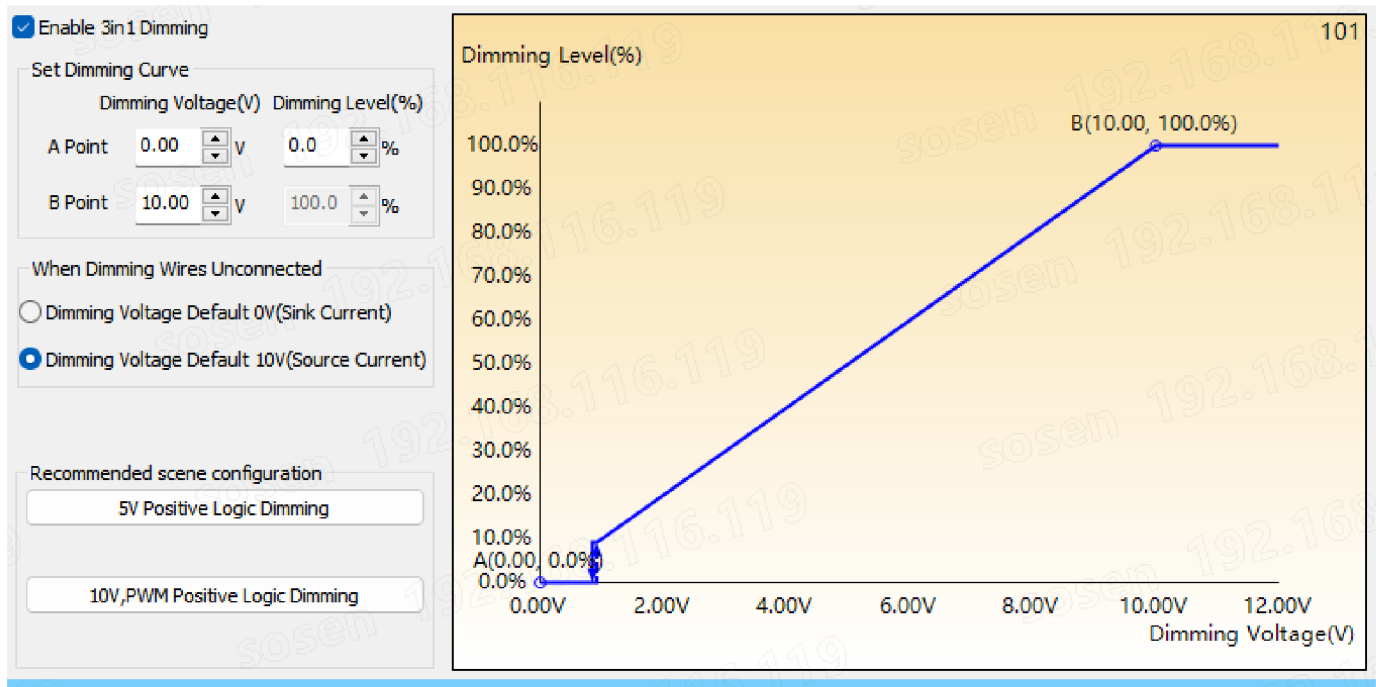 Enable 3in1 Dimming
Set Dimming Curve
Dimming Voltage(V) Dimming Level(%)
A Point 0.00 V 0.0 %
B Point 10.00 V 100.0 %
When Dimming Wires Unconnected
Dimming Voltage Default 0V(Sink Current)
Dimming Voltage Default 10V(Source Current)
Recommended scene configuration
5V Positive Logic Dimming
10V,PWM Positive Logic Dimming
101
Dimming Level(%)
B(10.00, 100.0%)
100.0%
90.0%
80.0%
70.0%
60.0%
50.0%
40.0%
30.0%
20.0%
10.0%
A(0.00, 0.0%)
0.0%
0.00V 2.00V 4.00V 6.00V 8.00V 10.00V 12.00V
Dimming Voltage(V)
sosen 192.168.116.119